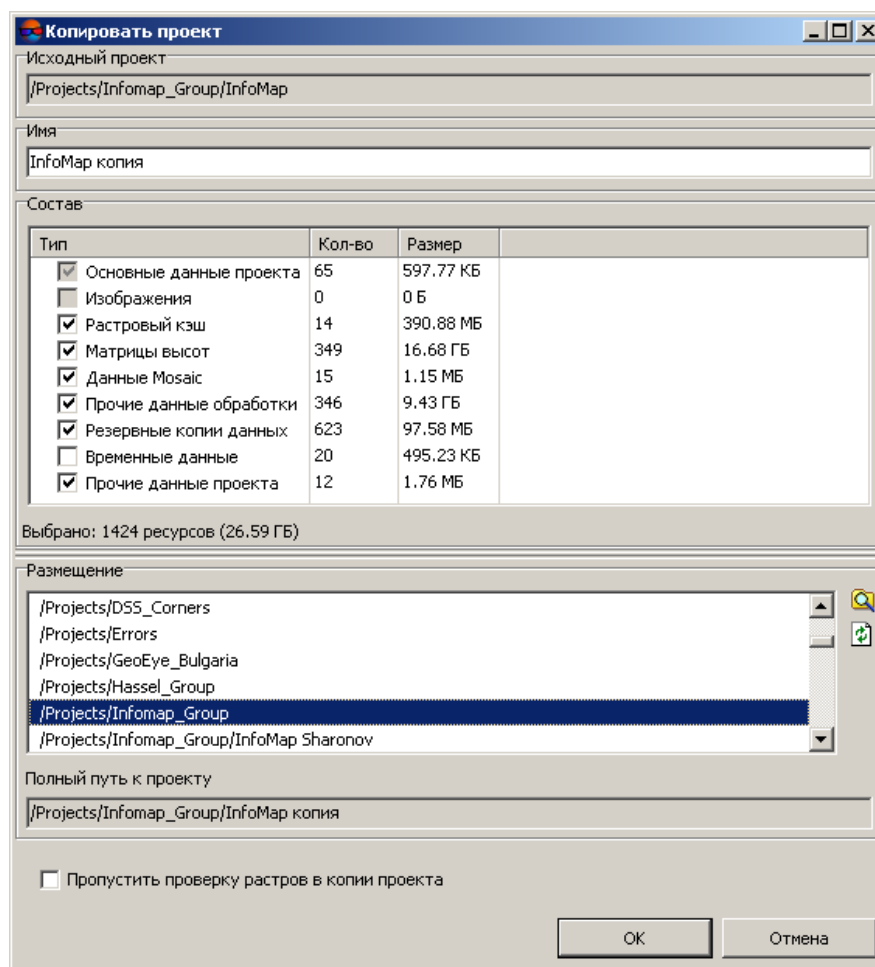 Копировать проект
Исходный проект
/Projects/Infomap_Group/InfoMap
Имя
InfoMap копия
Состав
Тип Кол-во Размер
Основные данные проекта 65 597.77 КБ
Изображения 0 0 Б
Растровый кэш 14 390.88 МБ
Матрицы высот 349 16.68 ГБ
Данные Mosaic 15 1.15 МБ
Прочие данные обработки 346 9.43 ГБ
Резервные копии данных 623 97.58 МБ
Временные данные 20 495.23 КБ
Прочие данные проекта 12 1.76 МБ
Выбрано: 1424 ресурсов (26.59 ГБ)
Размещение
/Projects/DSS_Corners
/Projects/Errors
/Projects/GeoEye_Bulgaria
/Projects/Hassel_Group
/Projects/Infomap_Group
/Projects/Infomap_Group/InfoMap Sharonov
Полный путь к проекту
/Projects/Infomap_Group/InfoMap копия
Пропустить проверку растров в копии проекта
OK Отмена